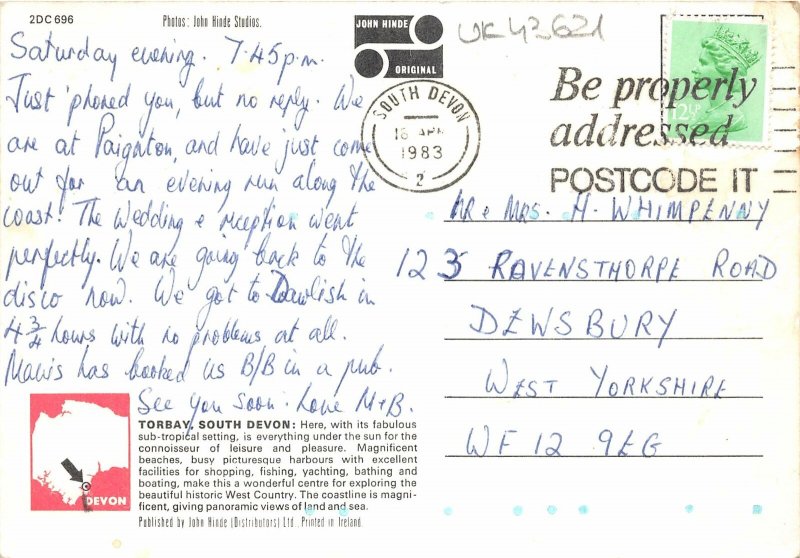 2DC 696
Photos: John Hinde Studios.
JOHN HINDE
ORIGINAL
UK43621
SOUTH DEVON
16 APR
1983
2
Be properly
addressed
POSTCODE IT
12½P
Saturday evening. 7.45p.m.
Just 'phoned you, but no reply. We
are at Paignton, and have just come
out for an evening run along the
coast. The wedding & reception went
perfectly. We are going back to the
disco now. We got to Dawlish in
4¾ hours with no problems at all.
Mavis has booked us B/B in a pub.
See you soon. Love M+B.
MR & MRS. H. WHIMPENNY
123 RAVENSTHORPE ROAD
DEWSBURY
WEST YORKSHIRE
WF12 9EG
DEVON
TORBAY, SOUTH DEVON: Here, with its fabulous
sub-tropical setting, is everything under the sun for the
connoisseur of leisure and pleasure. Magnificent
beaches, busy picturesque harbours with excellent
facilities for shopping, fishing, yachting, bathing and
boating, make this a wonderful centre for exploring the
beautiful historic West Country. The coastline is magni-
ficent, giving panoramic views of land and sea.
Published by John Hinde (Distributors) Ltd., Printed in Ireland.